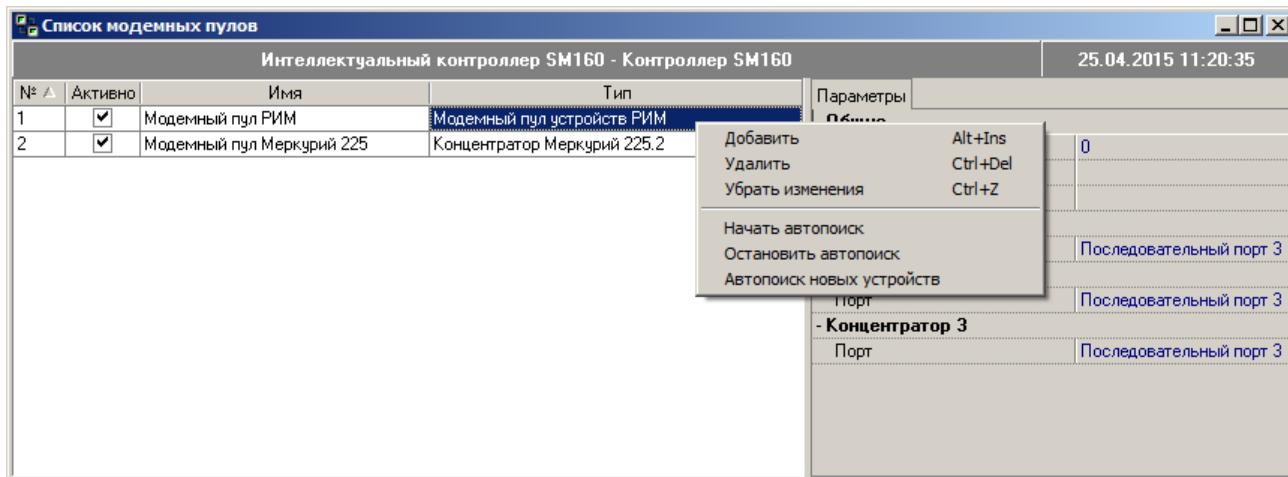 Список модемных пулов
Интеллектуальный контроллер SM160 - Контроллер SM160 25.04.2015 11:20:35
№ Активно Имя Тип
1 Модемный пул РИМ Модемный пул устройств РИМ
2 Модемный пул Меркурий 225 Концентратор Меркурий 225.2
Добавить Alt+Ins
Удалить Ctrl+Del
Убрать изменения Ctrl+Z
Начать автопоиск
Остановить автопоиск
Автопоиск новых устройств
Параметры
Общие
0
Последовательный порт 3
Порт Последовательный порт 3
- Концентратор 3
Порт Последовательный порт 3